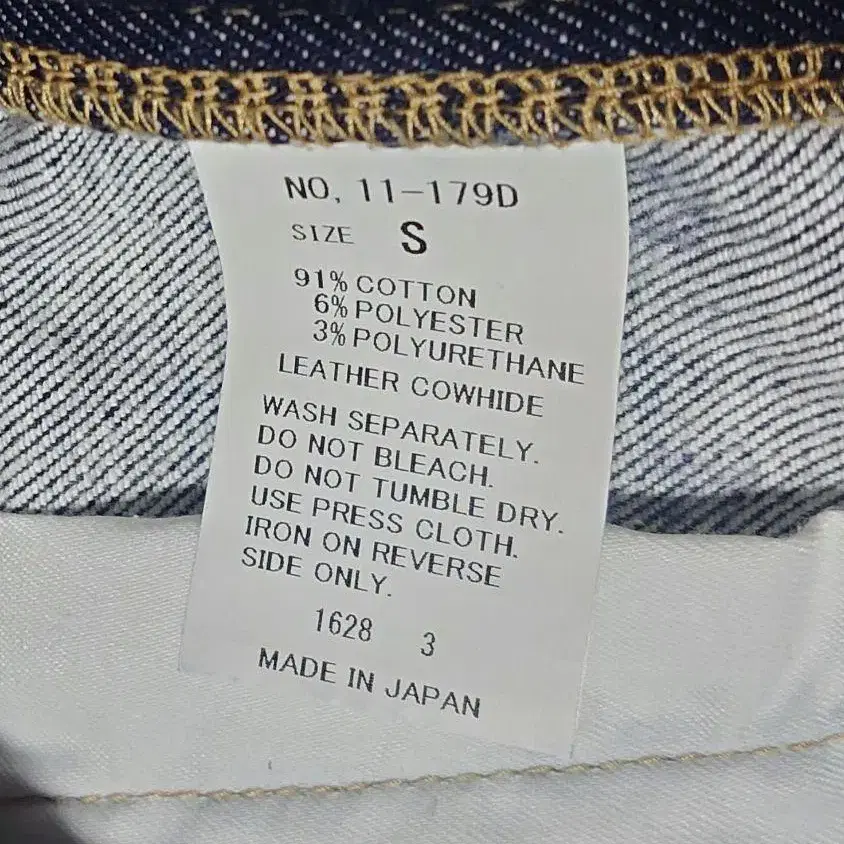 NO, 11-179D
SIZE S
91% COTTON
6% POLYESTER
3% POLYURETHANE
LEATHER COWHIDE
WASH SEPARATELY.
DO NOT BLEACH.
DO NOT TUMBLE DRY.
USE PRESS CLOTH.
IRON ON REVERSE
SIDE ONLY.
1628 3
MADE IN JAPAN